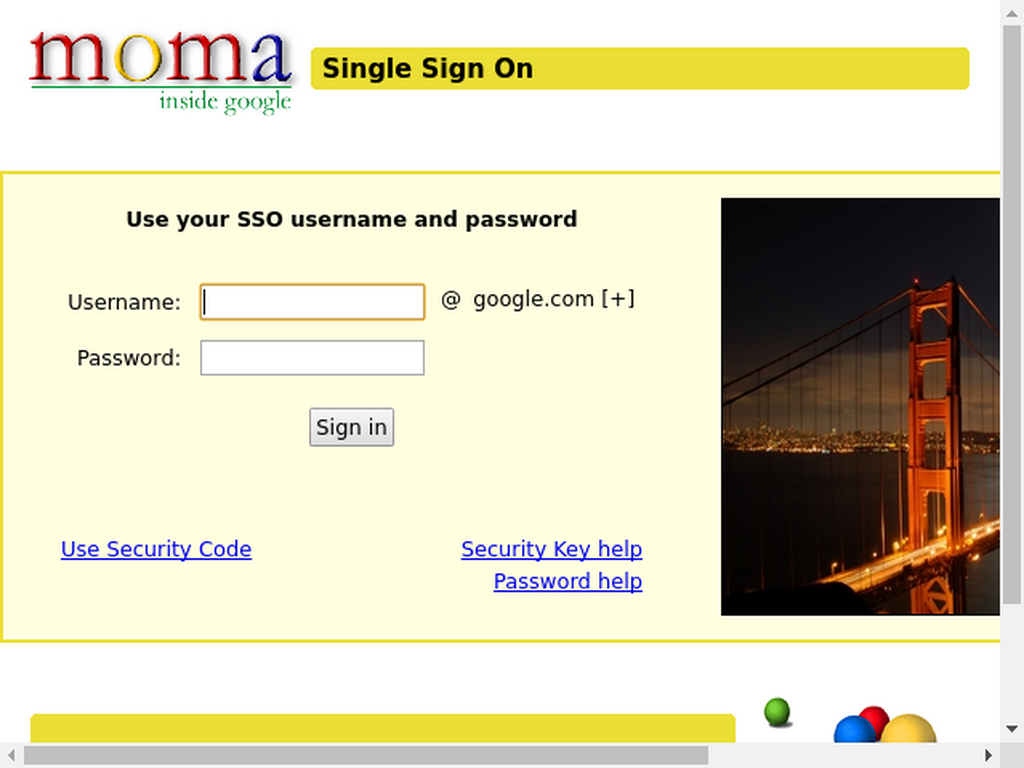 moma
inside google
Single Sign On
Use your SSO username and password
Username: @ google.com [+]
Password:
Sign in
Use Security Code
Security Key help
Password help